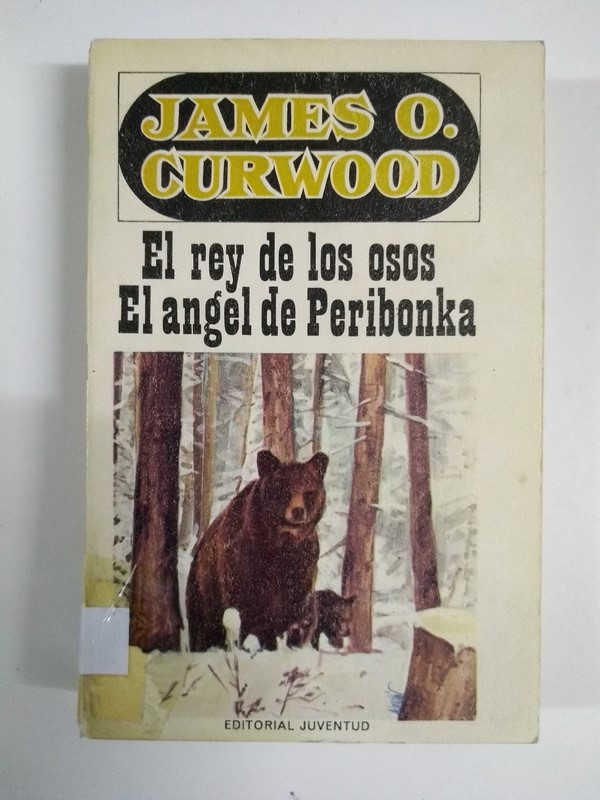 JAMES O.
CURWOOD
El rey de los osos
El angel de Peribonka
EDITORIAL JUVENTUD